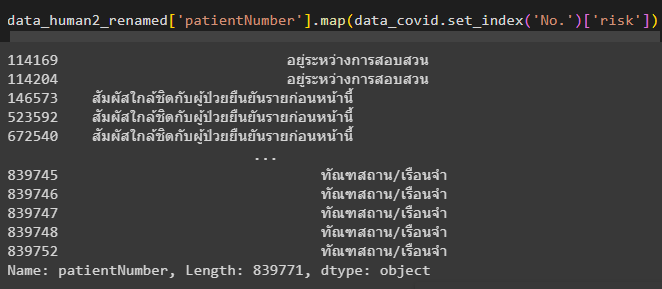 data_human2_renamed['patientNumber'].map(data_covid.set_index('No.')['risk'])
114169 อยู่ระหว่างการสอบสวน
114204 อยู่ระหว่างการสอบสวน
146573 สัมผัสใกล้ชิดกับผู้ป่วยยืนยันรายก่อนหน้านี้
523592 สัมผัสใกล้ชิดกับผู้ป่วยยืนยันรายก่อนหน้านี้
672540 สัมผัสใกล้ชิดกับผู้ป่วยยืนยันรายก่อนหน้านี้
...
839745 ทัณฑสถาน/เรือนจำ
839746 ทัณฑสถาน/เรือนจำ
839747 ทัณฑสถาน/เรือนจำ
839748 ทัณฑสถาน/เรือนจำ
839752 ทัณฑสถาน/เรือนจำ
Name: patientNumber, Length: 839771, dtype: object